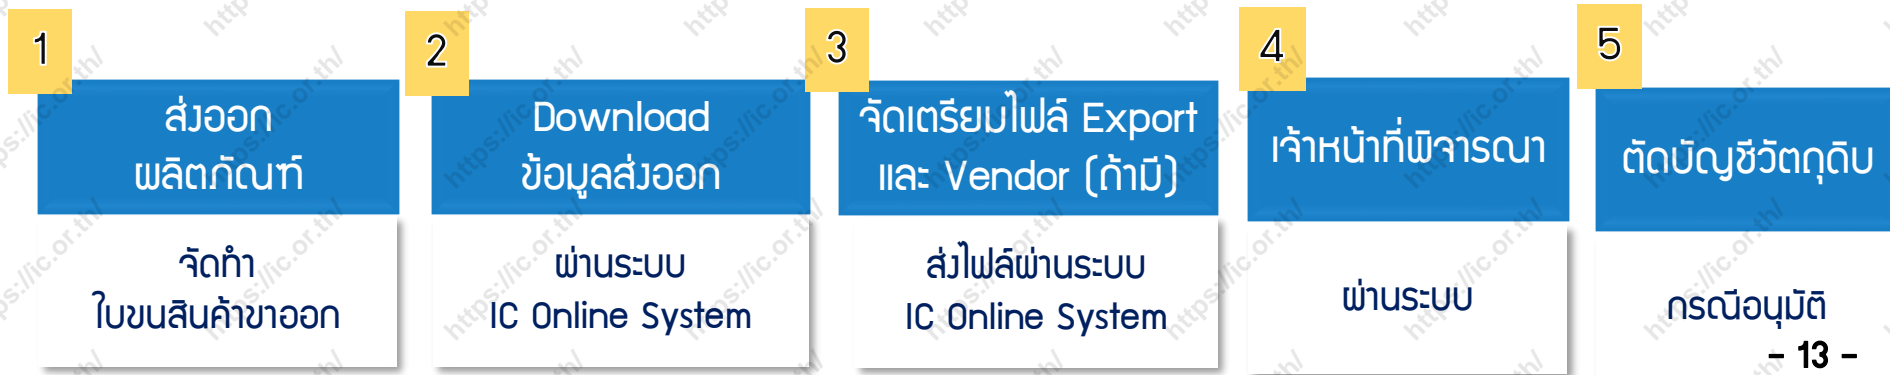 1
ส่งออก
ผลิตภัณฑ์
จัดทำ
ใบขนสินค้าขาออก
2
Download
ข้อมูลส่งออก
ผ่านระบบ
IC Online System
3
จัดเตรียมไฟล์ Export
และ Vendor (ถ้ามี)
ส่งไฟล์ผ่านระบบ
IC Online System
4
เจ้าหน้าที่พิจารณา
ผ่านระบบ
5
ตัดบัญชีวัตถุดิบ
กรณีอนุมัติ
- 13 -
https://ic.or.th/